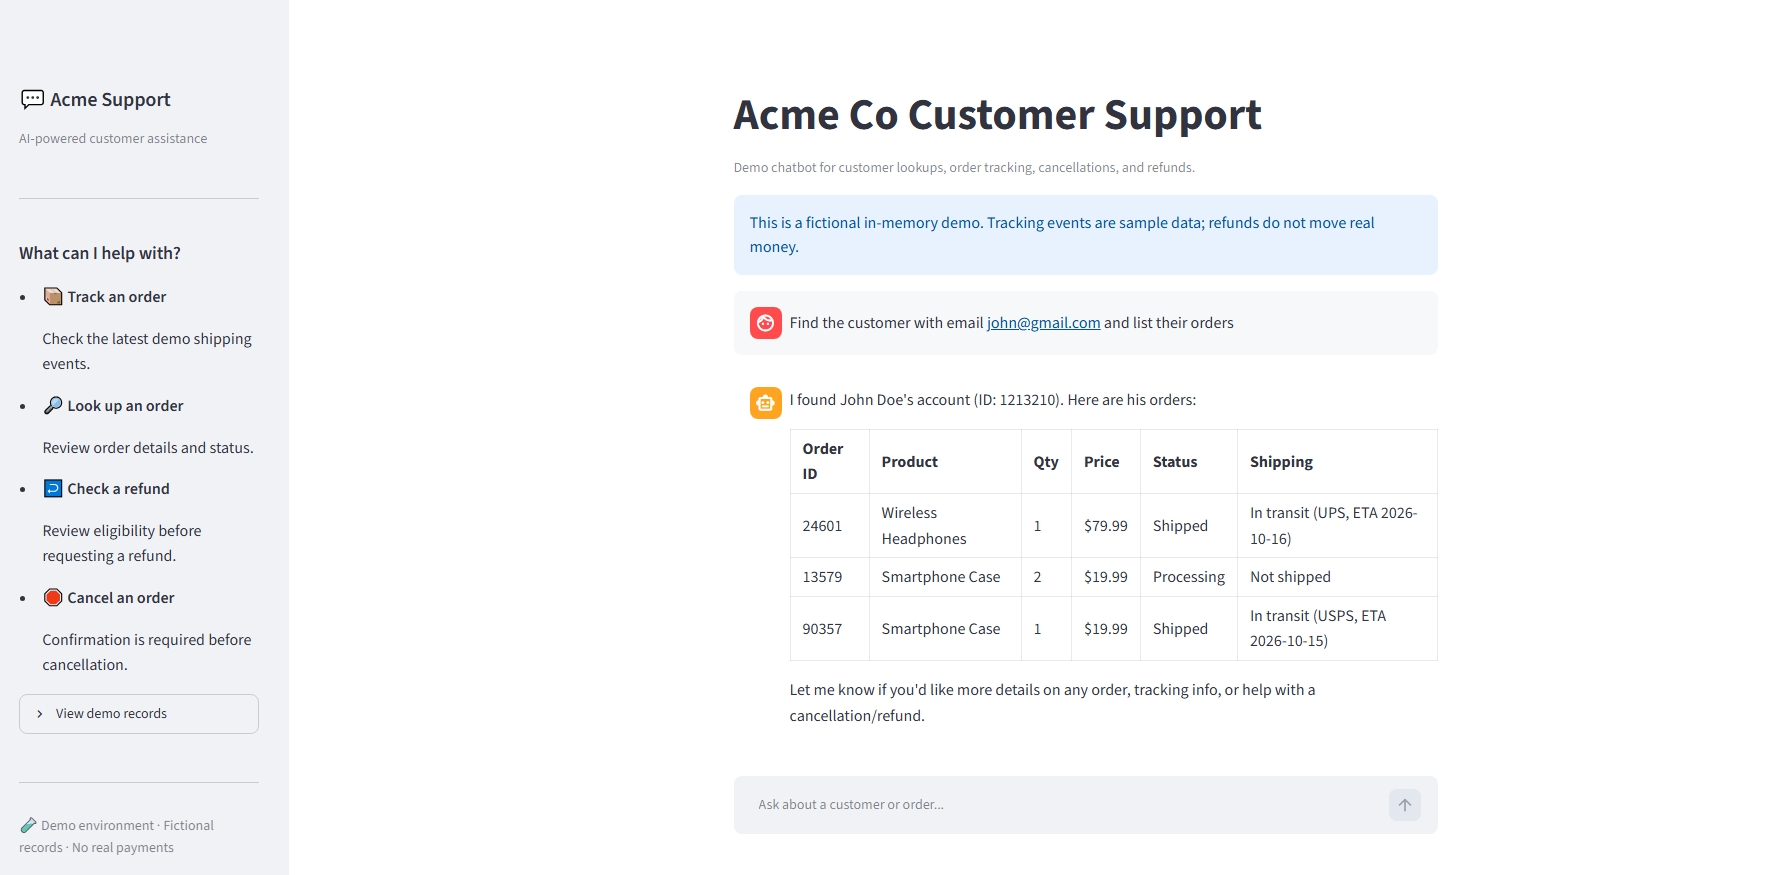 💬 Acme Support
AI-powered customer assistance
What can I help with?
• 📦 Track an order
Check the latest demo shipping
events.
• 🔎 Look up an order
Review order details and status.
• ↩️ Check a refund
Review eligibility before
requesting a refund.
• 🛑 Cancel an order
Confirmation is required before
cancellation.
View demo records
🧪 Demo environment · Fictional
records · No real payments
Acme Co Customer Support
Demo chatbot for customer lookups, order tracking, cancellations, and refunds.
This is a fictional in-memory demo. Tracking events are sample data; refunds do not move real
money.
Find the customer with email john@gmail.com and list their orders
I found John Doe's account (ID: 1213210). Here are his orders:
Order ID Product Qty Price Status Shipping
24601 Wireless Headphones 1 $79.99 Shipped In transit (UPS, ETA 2026-10-16)
13579 Smartphone Case 2 $19.99 Processing Not shipped
90357 Smartphone Case 1 $19.99 Shipped In transit (USPS, ETA 2026-10-15)
Let me know if you'd like more details on any order, tracking info, or help with a
cancellation/refund.
Ask about a customer or order...